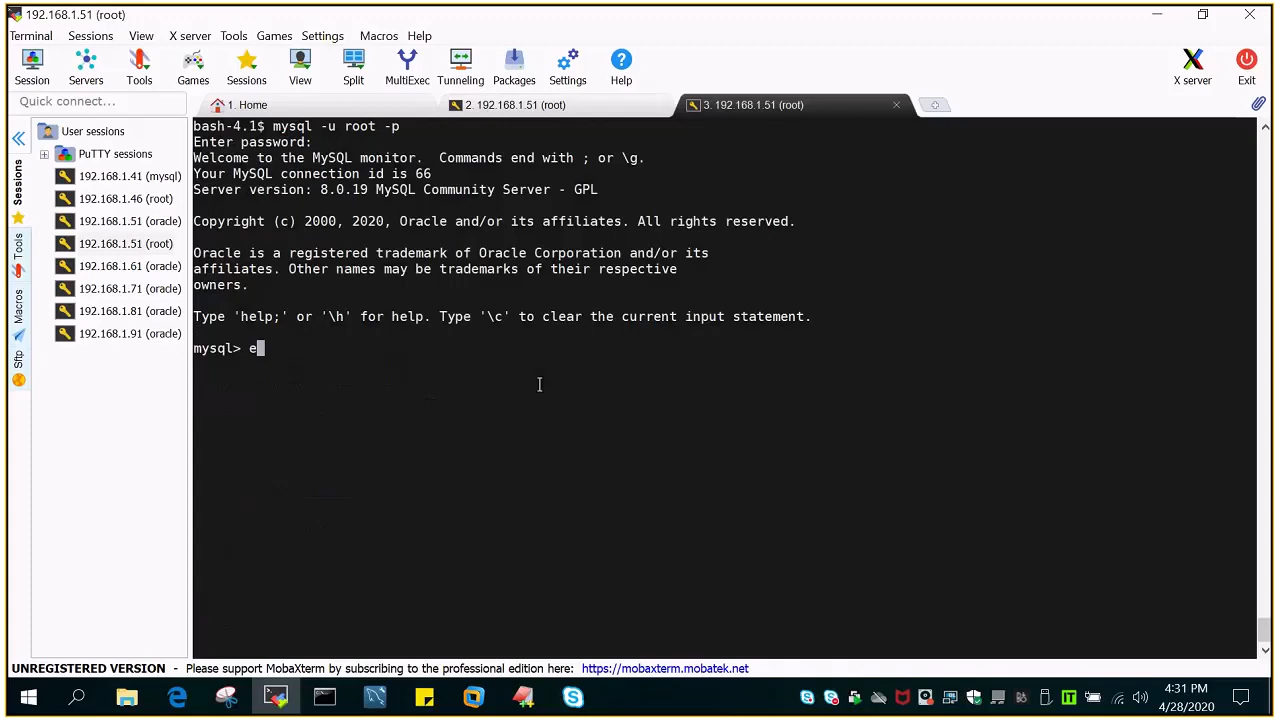 192.168.1.51 (root)
Terminal Sessions View X server Tools Games Settings Macros Help
Session Servers Tools Games Sessions View Split MultiExec Tunneling Packages Settings Help X server Exit
Quick connect...
1. Home
2. 192.168.1.51 (root)
3. 192.168.1.51 (root)
Sessions
Tools
Macros
Sftp
User sessions
PuTTY sessions
192.168.1.41 (mysql)
192.168.1.46 (root)
192.168.1.51 (oracle)
192.168.1.51 (root)
192.168.1.61 (oracle)
192.168.1.71 (oracle)
192.168.1.81 (oracle)
192.168.1.91 (oracle)
bash-4.1$ mysql -u root -p
Enter password:
Welcome to the MySQL monitor.  Commands end with ; or \g.
Your MySQL connection id is 66
Server version: 8.0.19 MySQL Community Server - GPL
Copyright (c) 2000, 2020, Oracle and/or its affiliates. All rights reserved.
Oracle is a registered trademark of Oracle Corporation and/or its
affiliates. Other names may be trademarks of their respective
owners.
Type 'help;' or '\h' for help. Type '\c' to clear the current input statement.
mysql> e
UNREGISTERED VERSION - Please support MobaXterm by subscribing to the professional edition here: https://mobaxterm.mobatek.net
4:31 PM
4/28/2020